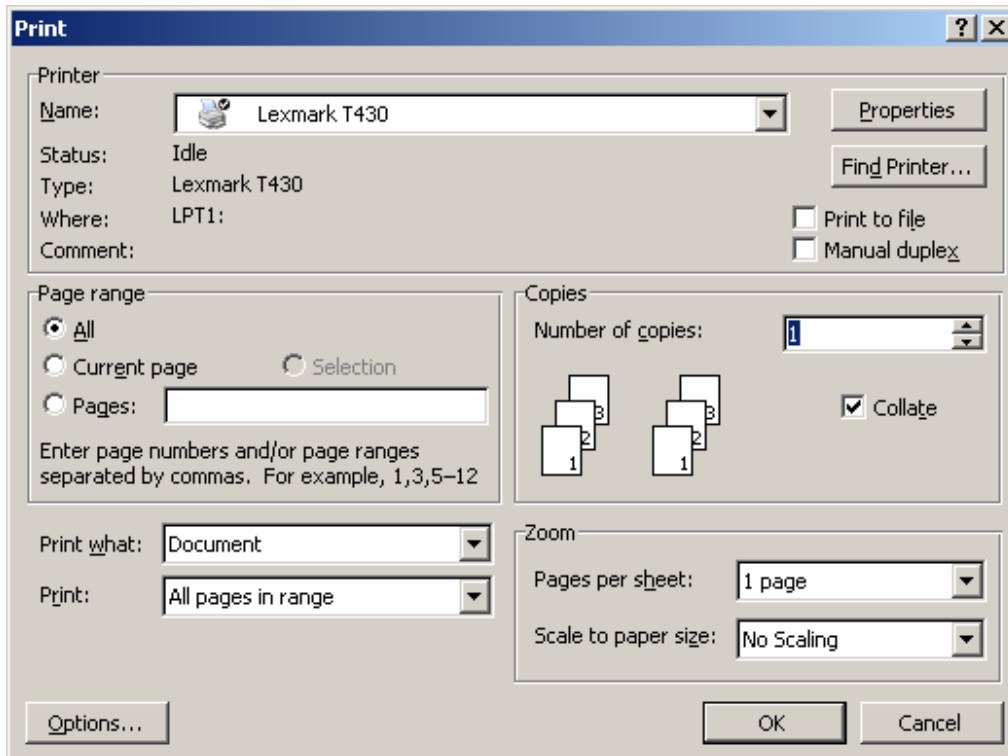 Print
Printer
Name: Lexmark T430 Properties
Status: Idle
Find Printer...
Type: Lexmark T430
Where: LPT1: Print to file
Comment: Manual duplex
Page range
All
Current page Selection
Pages:
Enter page numbers and/or page ranges
separated by commas.  For example, 1,3,5–12
Copies
Number of copies: 1
Collate
3 3
2 2
1 1
Print what: Document
Print: All pages in range
Zoom
Pages per sheet: 1 page
Scale to paper size: No Scaling
Options... OK Cancel